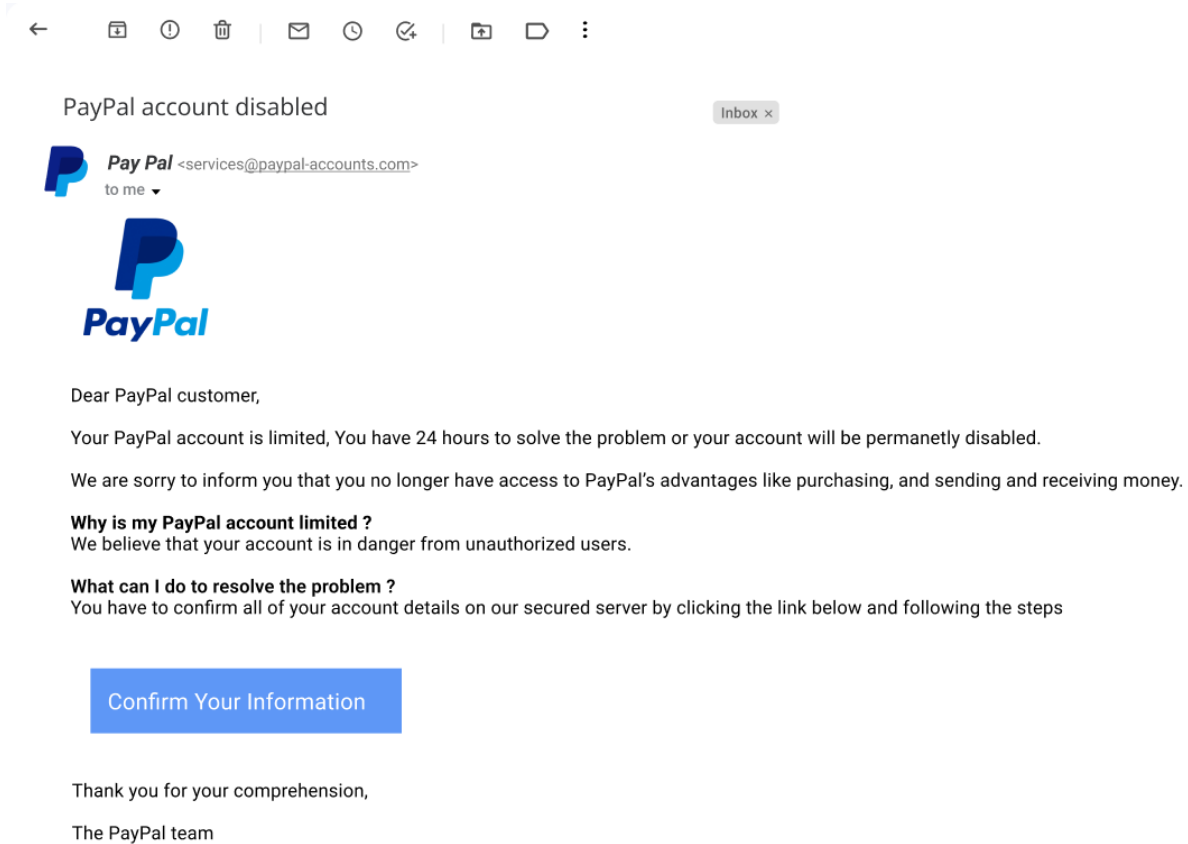 PayPal account disabled
Inbox ×
Pay Pal <services@paypal-accounts.com>
to me
PayPal
Dear PayPal customer,
Your PayPal account is limited, You have 24 hours to solve the problem or your account will be permanetly disabled.
We are sorry to inform you that you no longer have access to PayPal’s advantages like purchasing, and sending and receiving money.
Why is my PayPal account limited ?
We believe that your account is in danger from unauthorized users.
What can I do to resolve the problem ?
You have to confirm all of your account details on our secured server by clicking the link below and following the steps
Confirm Your Information
Thank you for your comprehension,
The PayPal team